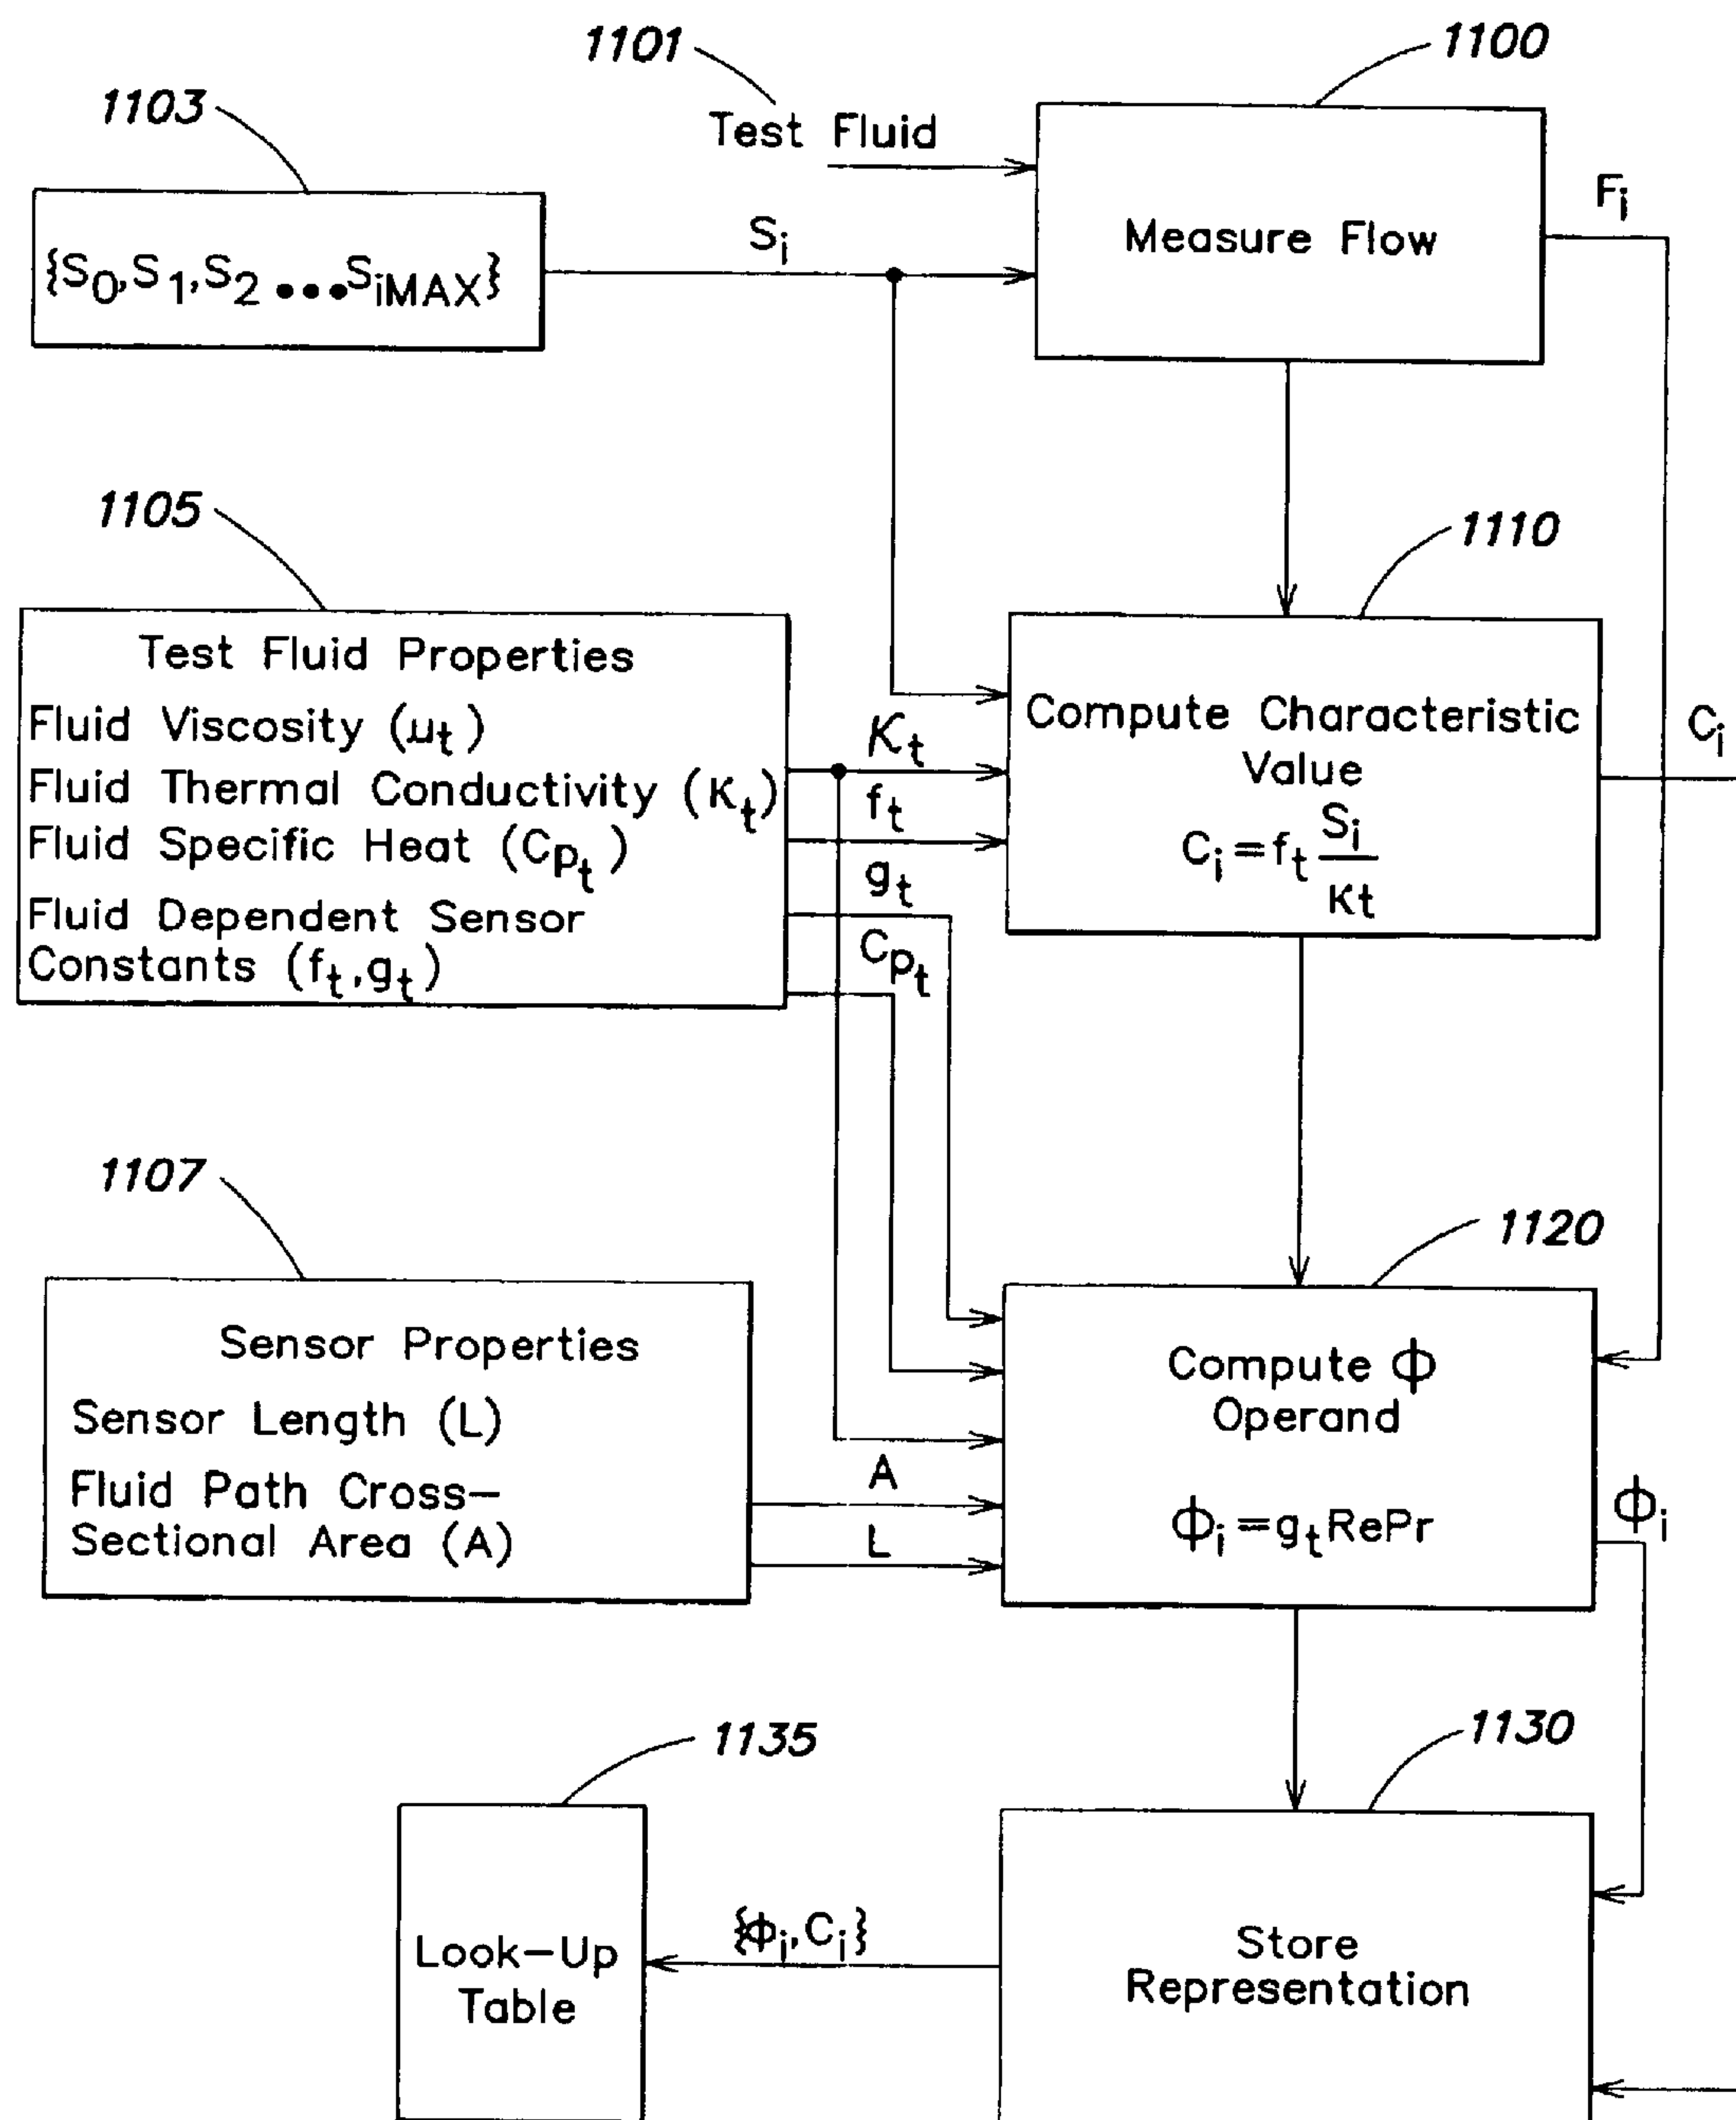 1101
1100
1103
Test Fluid
{S0,S1,S2 •••SiMAX}
Si
Measure Flow
Fi
1105
1110
Test Fluid Properties
Fluid Viscosity (μt)
Fluid Thermal Conductivity (Kt)
Fluid Specific Heat (Cpt)
Fluid Dependent Sensor
Constants (ft,gt)
Kt
ft
gt
Cpt
Compute Characteristic
Value
Ci=ft Si/Kt
Ci
1107
1120
Sensor Properties
Sensor Length (L)
Fluid Path Cross-
Sectional Area (A)
A
L
Compute Φ
Operand
Φi=gtRePr
Φi
1135
1130
Look-Up
Table
{Φi,Ci}
Store
Representation